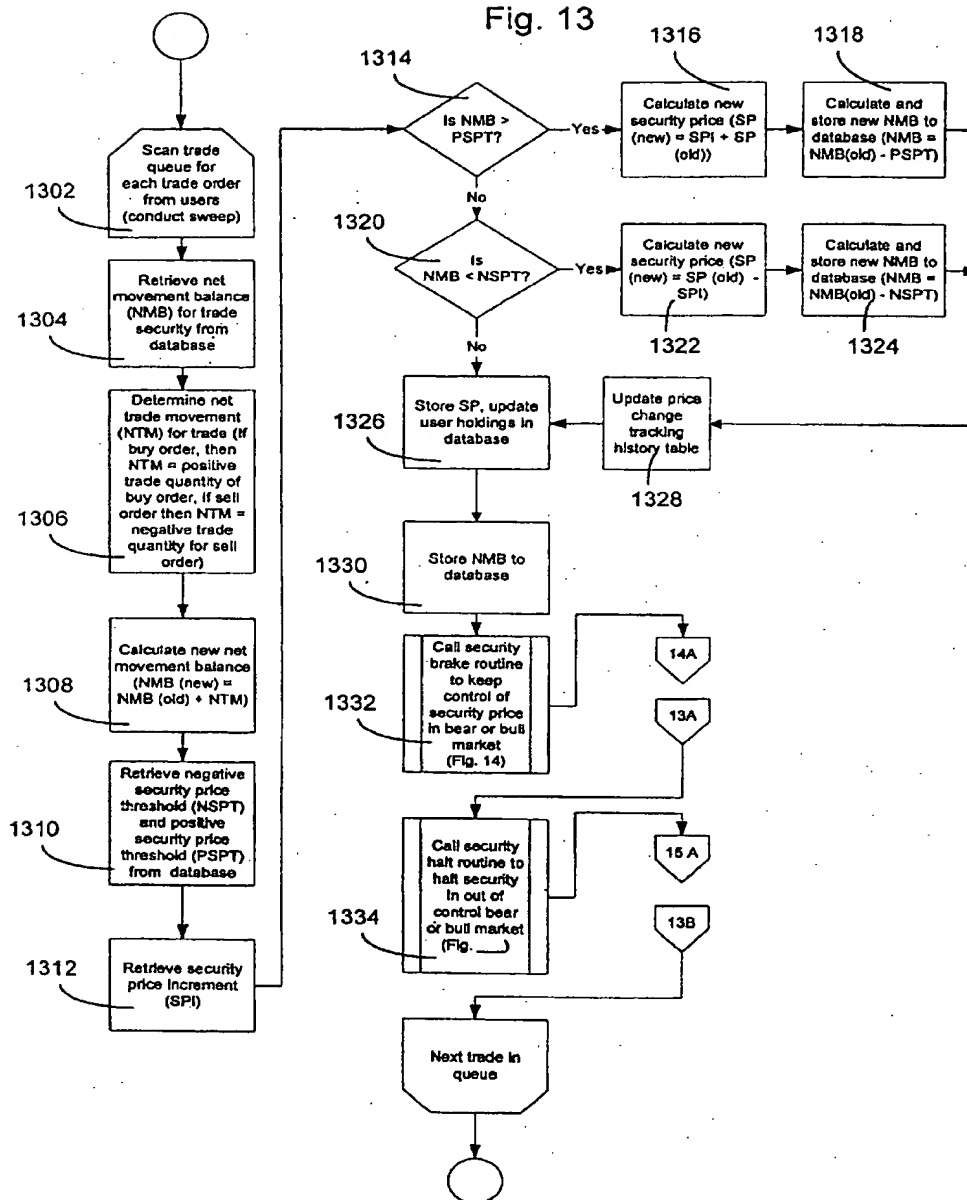 Fig. 13
Scan trade
queue for
each trade order
from users
(conduct sweep)
1302
Retrieve net
movement balance
(NMB) for trade
security from
database
1304
Determine net
trade movement
(NTM) for trade (if
buy order, then
NTM = positive
trade quantity of
buy order, if sell
order then NTM =
negative trade
quantity for sell
order)
1306
Calculate new net
movement balance
(NMB (new) =
NMB (old) + NTM)
1308
Retrieve negative
security price
threshold (NSPT)
and positive
security price
threshold (PSPT)
from database
1310
Retrieve security
price increment
(SPI)
1312
1314
Is NMB >
PSPT?
Yes
No
1316
Calculate new
security price (SP
(new) = SPI + SP
(old))
1318
Calculate and
store new NMB to
database (NMB =
NMB(old) - PSPT)
1320
Is
NMB < NSPT?
Yes
No
Calculate new
security price (SP
(new) = SP (old) -
SPI)
1322
Calculate and
store new NMB to
database (NMB =
NMB(old) - NSPT)
1324
Store SP, update
user holdings in
database
1326
Update price
change
tracking
history table
1328
Store NMB to
database
1330
Call security
brake routine
to keep
control of
security price
in bear or bull
market
(Fig. 14)
1332
14A
13A
Call security
halt routine to
halt security
in out of
control bear
or bull market
(Fig. __)
1334
15 A
13B
Next trade in
queue